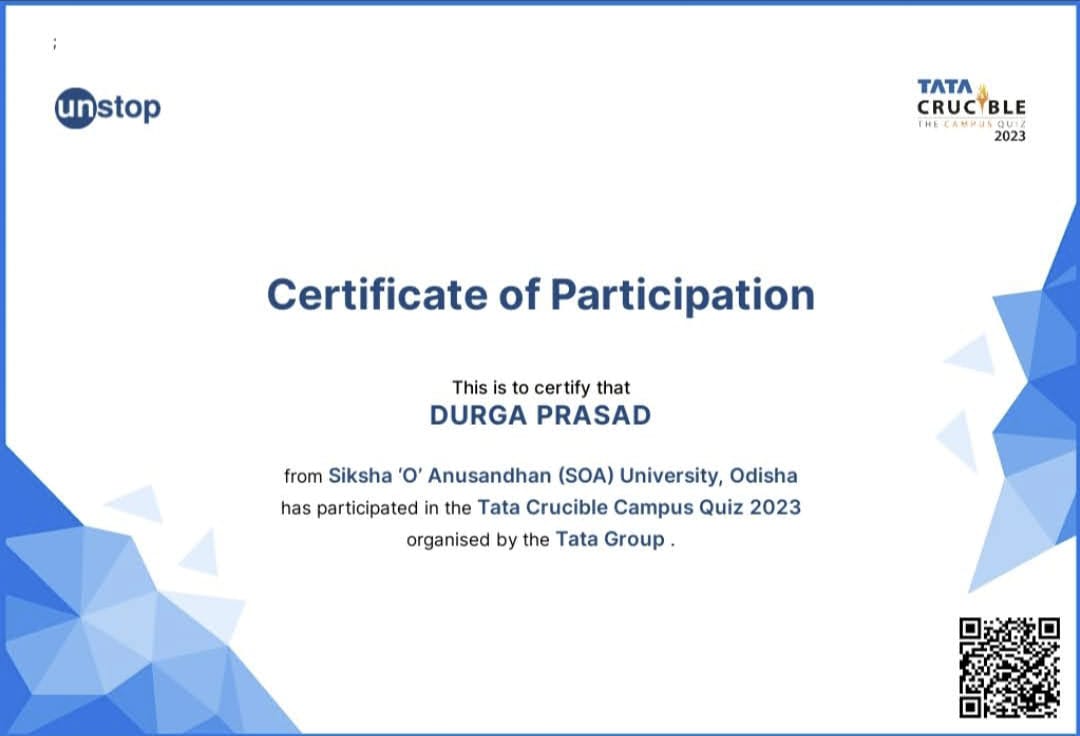 ;
unstop
TATA
CRUCIBLE
THE CAMPUS QUIZ
2023
Certificate of Participation
This is to certify that
DURGA PRASAD
from Siksha ‘O’ Anusandhan (SOA) University, Odisha
has participated in the Tata Crucible Campus Quiz 2023
organised by the Tata Group .